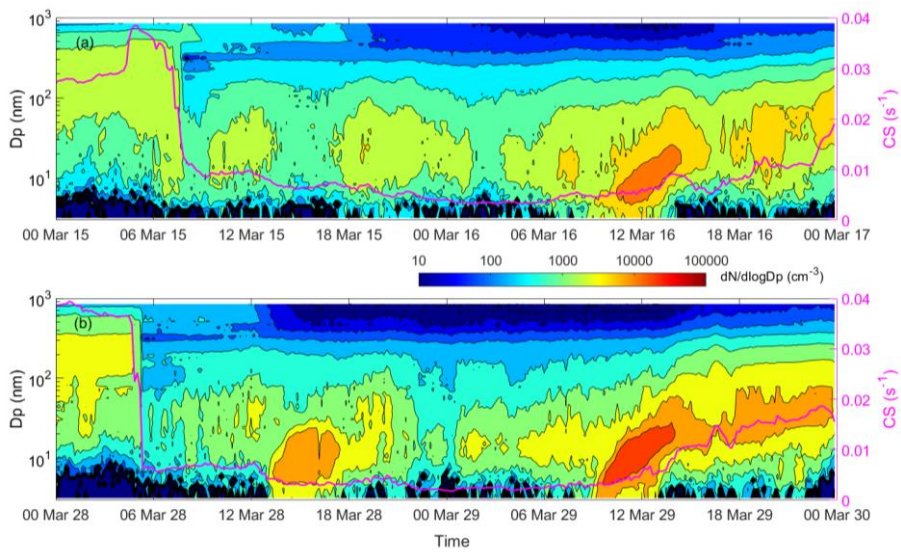 (a)
10³
10²
10¹
Dp (nm)
0.04
0.03
0.02
0.01
0
CS (s⁻¹)
00 Mar 15 06 Mar 15 12 Mar 15 18 Mar 15 00 Mar 16 06 Mar 16 12 Mar 16 18 Mar 16 00 Mar 17
10 100 1000 10000 100000
dN/dlogDp (cm⁻³)
(b)
10³
10²
10¹
Dp (nm)
0.04
0.03
0.02
0.01
0
CS (s⁻¹)
00 Mar 28 06 Mar 28 12 Mar 28 18 Mar 28 00 Mar 29 06 Mar 29 12 Mar 29 18 Mar 29 00 Mar 30
Time